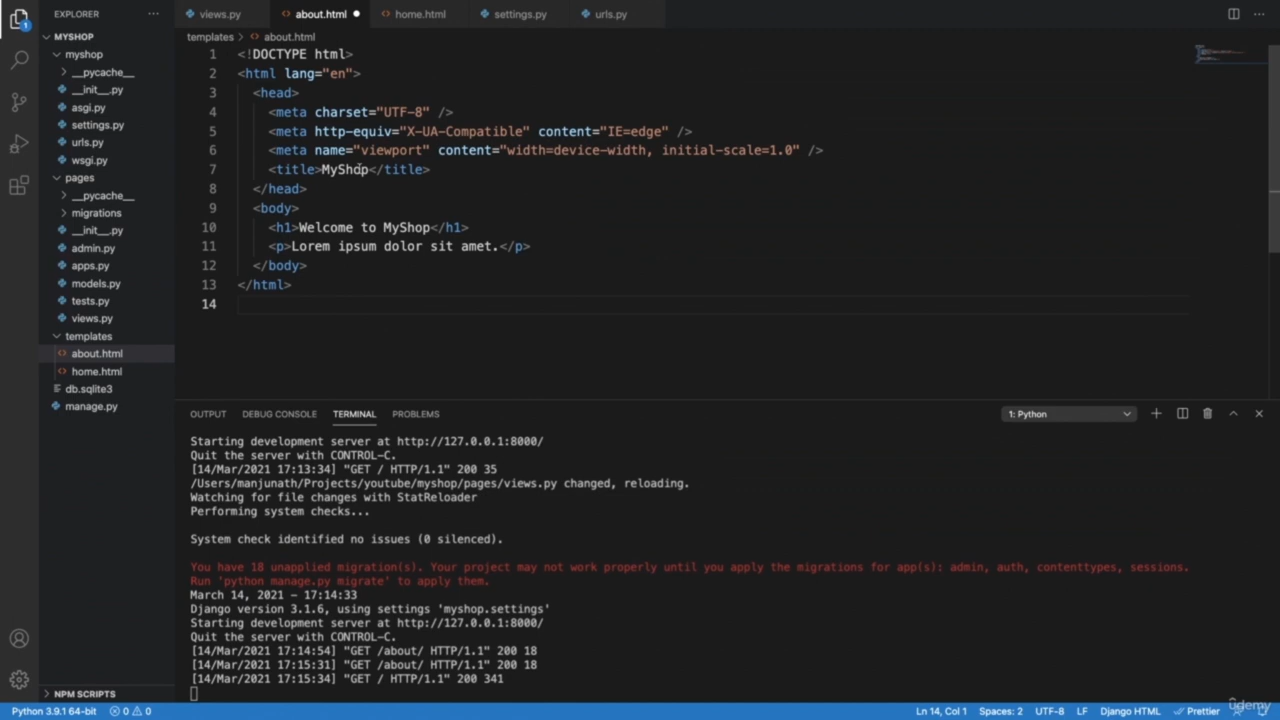 EXPLORER
1
MYSHOP
myshop
__pycache__
__init__.py
asgi.py
settings.py
urls.py
wsgi.py
pages
__pycache__
migrations
__init__.py
admin.py
apps.py
models.py
tests.py
views.py
templates
about.html
home.html
db.sqlite3
manage.py
NPM SCRIPTS
views.py about.html home.html settings.py urls.py
templates > about.html
1 <!DOCTYPE html>
2 <html lang="en">
3 <head>
4 <meta charset="UTF-8" />
5 <meta http-equiv="X-UA-Compatible" content="IE=edge" />
6 <meta name="viewport" content="width=device-width, initial-scale=1.0" />
7 <title>MyShop</title>
8 </head>
9 <body>
10 <h1>Welcome to MyShop</h1>
11 <p>Lorem ipsum dolor sit amet.</p>
12 </body>
13 </html>
14
OUTPUT DEBUG CONSOLE TERMINAL PROBLEMS 1: Python
Starting development server at http://127.0.0.1:8000/
Quit the server with CONTROL-C.
[14/Mar/2021 17:13:34] "GET / HTTP/1.1" 200 35
/Users/manjunath/Projects/youtube/myshop/pages/views.py changed, reloading.
Watching for file changes with StatReloader
Performing system checks...
System check identified no issues (0 silenced).
You have 18 unapplied migration(s). Your project may not work properly until you apply the migrations for app(s): admin, auth, contenttypes, sessions.
Run 'python manage.py migrate' to apply them.
March 14, 2021 - 17:14:33
Django version 3.1.6, using settings 'myshop.settings'
Starting development server at http://127.0.0.1:8000/
Quit the server with CONTROL-C.
[14/Mar/2021 17:14:54] "GET /about/ HTTP/1.1" 200 18
[14/Mar/2021 17:15:31] "GET /about/ HTTP/1.1" 200 18
[14/Mar/2021 17:15:34] "GET / HTTP/1.1" 200 341
Python 3.9.1 64-bit 0 0 Ln 14, Col 1 Spaces: 2 UTF-8 LF Django HTML Prettier
udemy